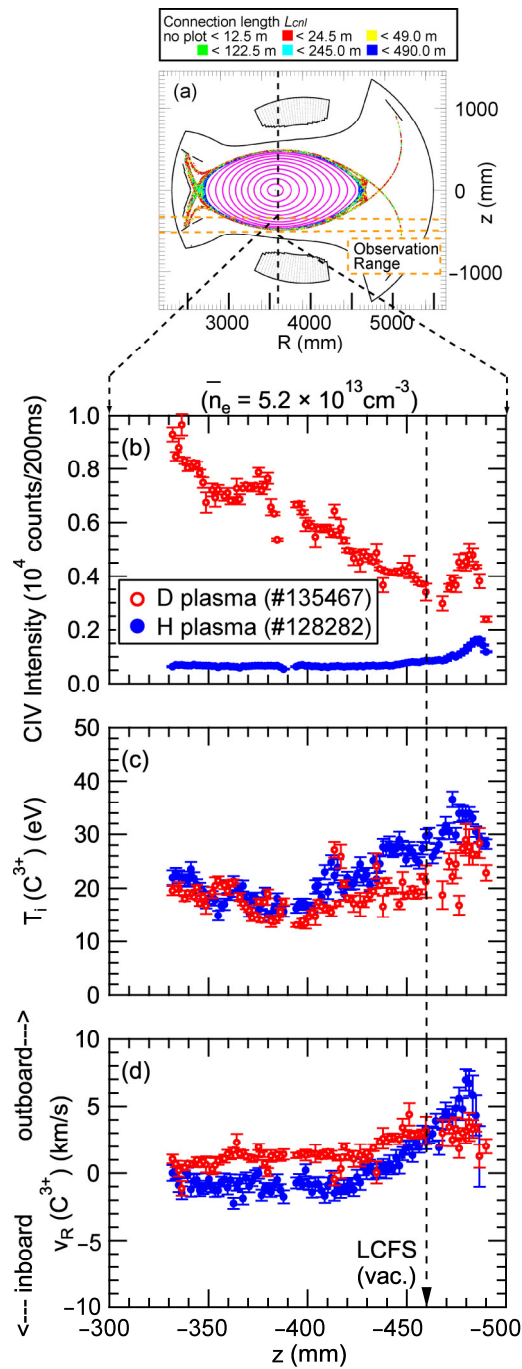 Connection length Lcnl
no plot < 12.5 m < 24.5 m < 49.0 m
< 122.5 m < 245.0 m < 490.0 m
(a)
1000
0
−1000
z (mm)
Observation
Range
3000 4000 5000
R (mm)
(n̅e = 5.2 × 10¹³ cm⁻³)
(b)
1.0
0.8
0.6
0.4
0.2
0.0
CIV Intensity (10⁴ counts/200ms)
D plasma (#135467)
H plasma (#128282)
(c)
50
40
30
20
10
0
Tᵢ (C³⁺) (eV)
(d)
10
5
0
−5
−10
<--- inboard outboard--->
vR (C³⁺) (km/s)
LCFS
(vac.)
−300 −400 −500
z (mm)